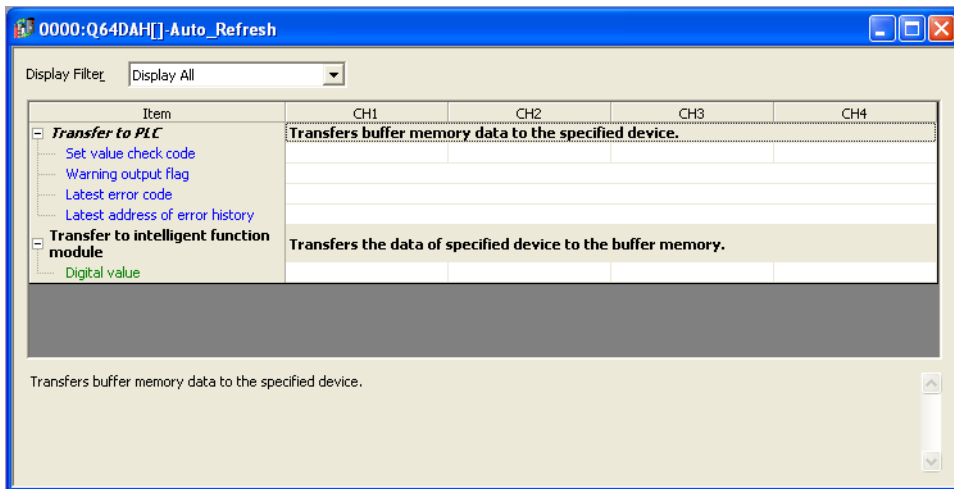 0000:Q64DAH[]-Auto_Refresh
Display Filter Display All
Item CH1 CH2 CH3 CH4
Transfer to PLC Transfers buffer memory data to the specified device.
Set value check code
Warning output flag
Latest error code
Latest address of error history
Transfer to intelligent function
module
Transfers the data of specified device to the buffer memory.
Digital value
Transfers buffer memory data to the specified device.